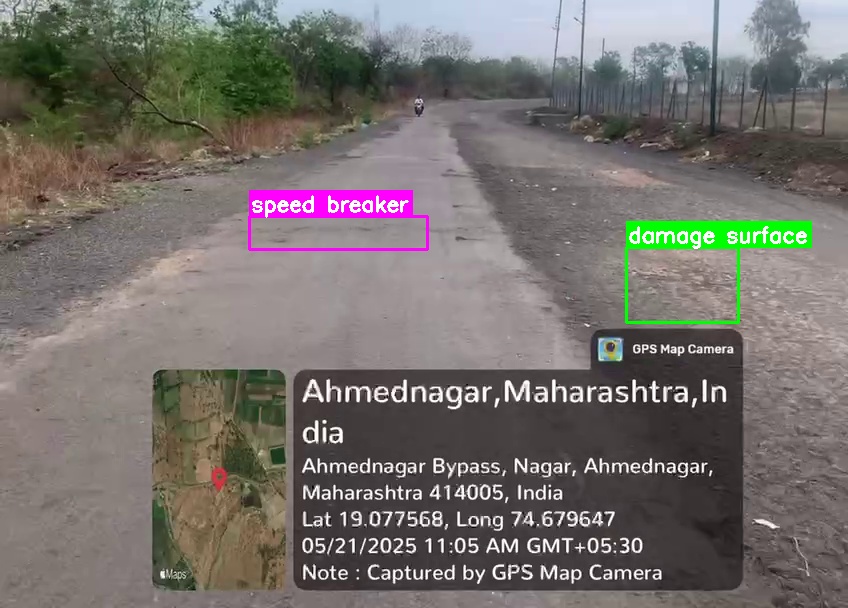 speed breaker
damage surface
GPS Map Camera
Ahmednagar,Maharashtra,In
dia
Ahmednagar Bypass, Nagar, Ahmednagar,
Maharashtra 414005, India
Lat 19.077568, Long 74.679647
05/21/2025 11:05 AM GMT+05:30
Note : Captured by GPS Map Camera
Maps